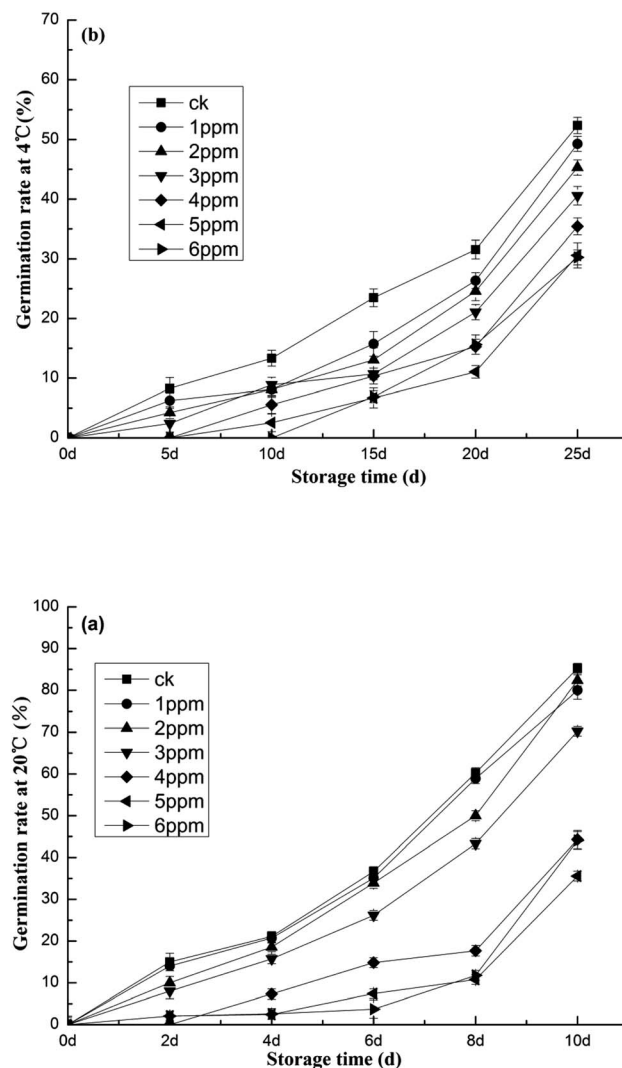 (b)
Germination rate at 4℃(%)
70
60
50
40
30
20
10
0
ck
1ppm
2ppm
3ppm
4ppm
5ppm
6ppm
0d 5d 10d 15d 20d 25d
Storage time (d)
(a)
Germination rate at 20℃ (%)
100
90
80
70
60
50
40
30
20
10
0
ck
1ppm
2ppm
3ppm
4ppm
5ppm
6ppm
0d 2d 4d 6d 8d 10d
Storage time (d)